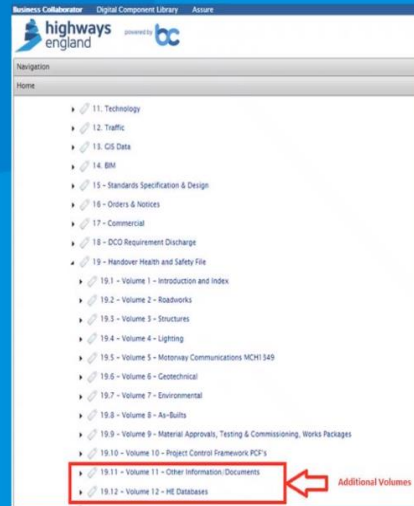 Business Collaborator Digital Component Library Assure
highways england powered by bc
Navigation
Home
11. Technology
12. Traffic
13. GIS Data
14. BIM
15 - Standards Specification & Design
16 - Orders & Notices
17 - Commercial
18 - DCO Requirement Discharge
19 - Handover Health and Safety File
19.1 - Volume 1 - Introduction and Index
19.2 - Volume 2 - Roadworks
19.3 - Volume 3 - Structures
19.4 - Volume 4 - Lighting
19.5 - Volume 5 - Motorway Communications MCH1349
19.6 - Volume 6 - Geotechnical
19.7 - Volume 7 - Environmental
19.8 - Volume 8 - As-Builts
19.9 - Volume 9 - Material Approvals, Testing & Commissioning, Works Packages
19.10 - Volume 10 - Project Control Framework PCF's
19.11 - Volume 11 - Other Information/Documents
19.12 - Volume 12 - HE Databases
Additional Volumes